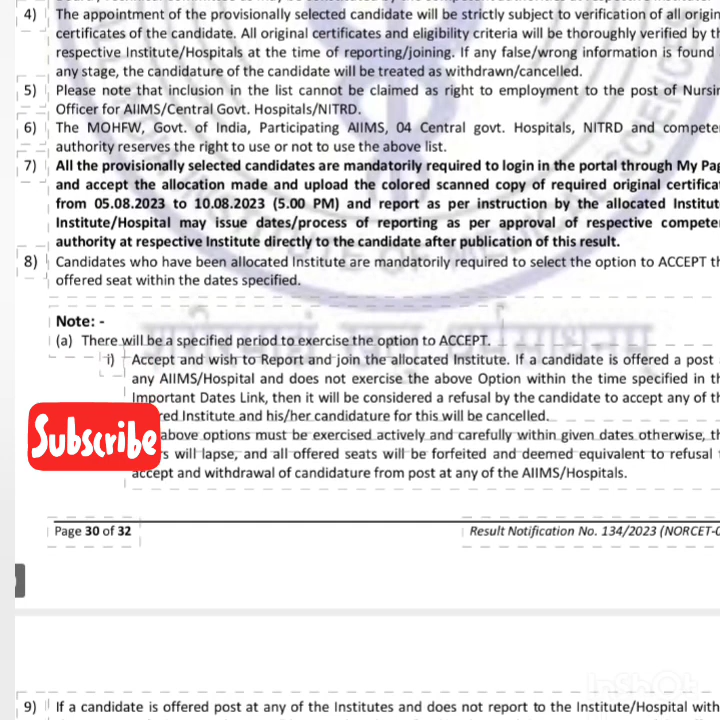 4) The appointment of the provisionally selected candidate will be strictly subject to verification of all
certificates of the candidate. All original certificates and eligibility criteria will be thoroughly verified by
respective Institute/Hospitals at the time of reporting/joining. If any false/wrong information is found
any stage, the candidature of the candidate will be treated as withdrawn/cancelled.
5) Please note that inclusion in the list cannot be claimed as right to employment to the post of
Officer for AIIMS/Central Govt. Hospitals/NITRD.
6) The MOHFW, Govt. of India, Participating AIIMS, 04 Central govt. Hospitals, NITRD and
authority reserves the right to use or not to use the above list.
7) All the provisionally selected candidates are mandatorily required to login in the portal through My
and accept the allocation made and upload the colored scanned copy of required original
from 05.08.2023 to 10.08.2023 (5.00 PM) and report as per instruction by the allocated
Institute/Hospital may issue dates/process of reporting as per approval of respective
authority at respective Institute directly to the candidate after publication of this result.
8) Candidates who have been allocated Institute are mandatorily required to select the option to ACCEPT
offered seat within the dates specified.
Note: -
(a) There will be a specified period to exercise the option to ACCEPT.
i) Accept and wish to Report and join the allocated Institute. If a candidate is offered a post
any AIIMS/Hospital and does not exercise the above Option within the time specified in
Important Dates Link, then it will be considered a refusal by the candidate to accept any of
Institute and his/her candidature for this will be cancelled.
Subscribe
above options must be exercised actively and carefully within given dates otherwise,
will lapse, and all offered seats will be forfeited and deemed equivalent to refusal
accept and withdrawal of candidature from post at any of the AIIMS/Hospitals.
Page 30 of 32
Result Notification No. 134/2023 (NORCET-
InShOt
9) If a candidate is offered post at any of the Institutes and does not report to the Institute/Hospital